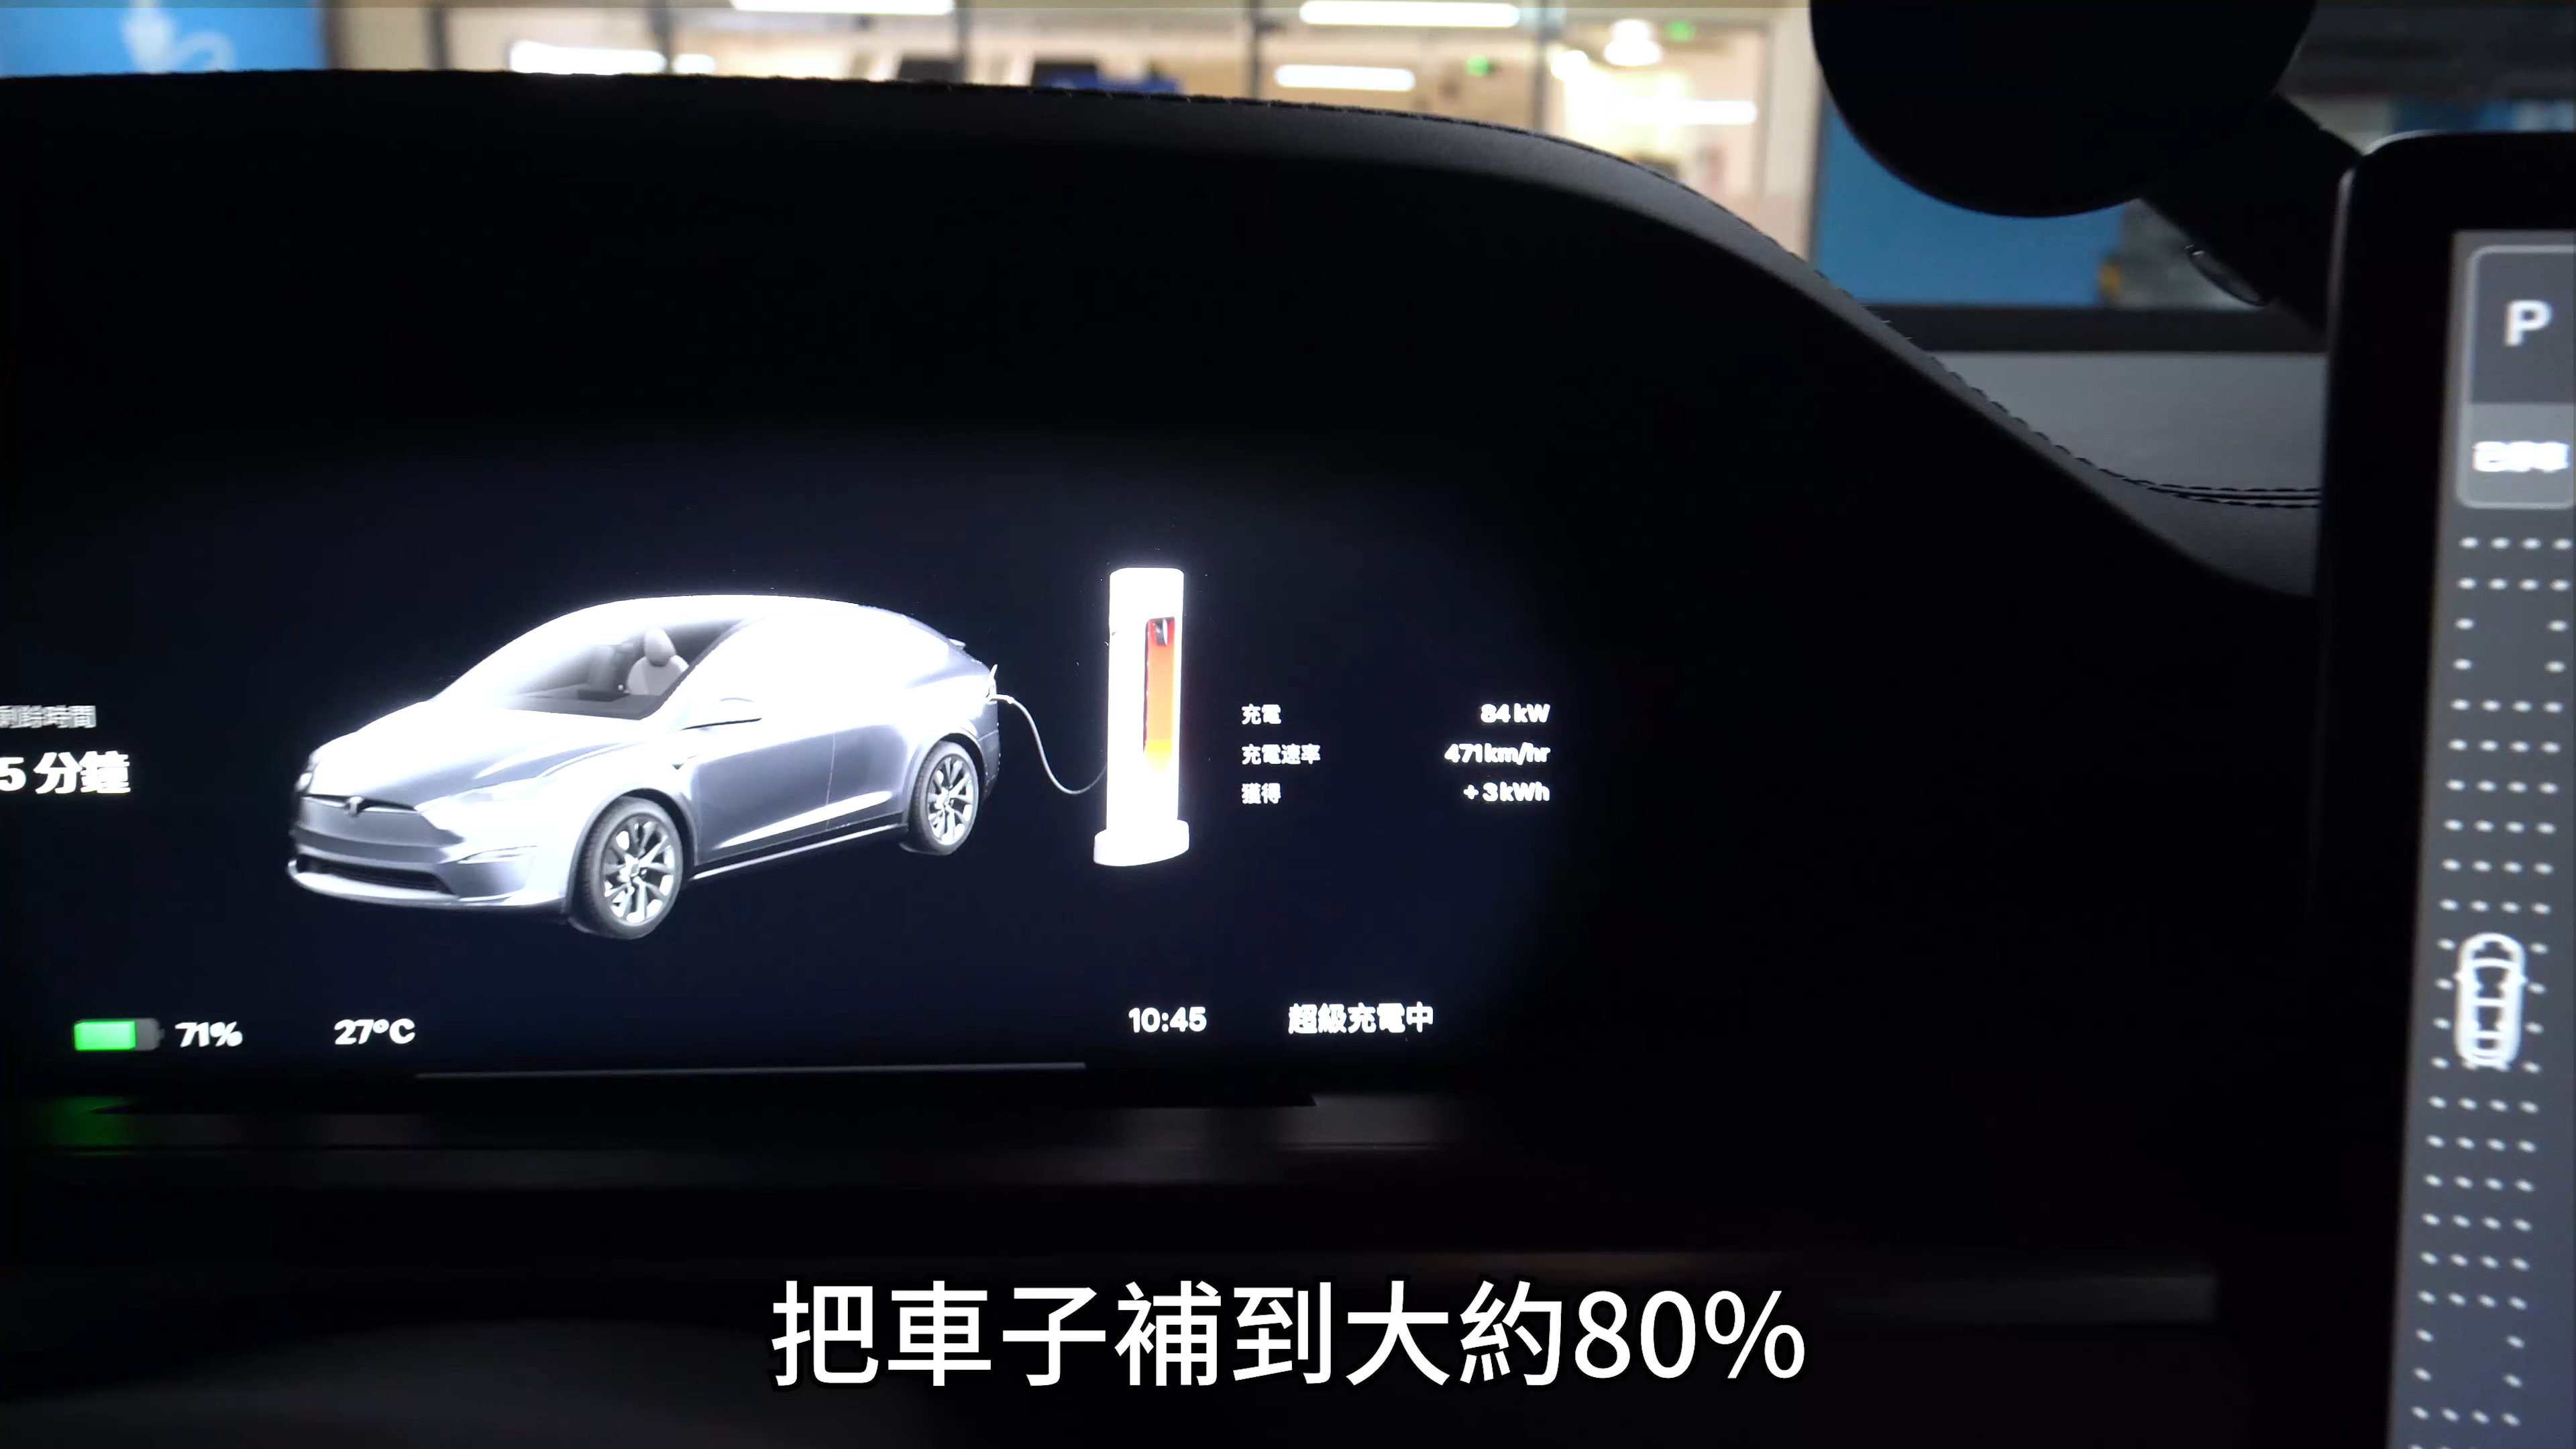 P
剩餘時間
5 分鐘
充電 84 kW
充電速率 471 km/hr
獲得 + 3 kWh
71% 27°C 10:45 超級充電中
把車子補到大約80%